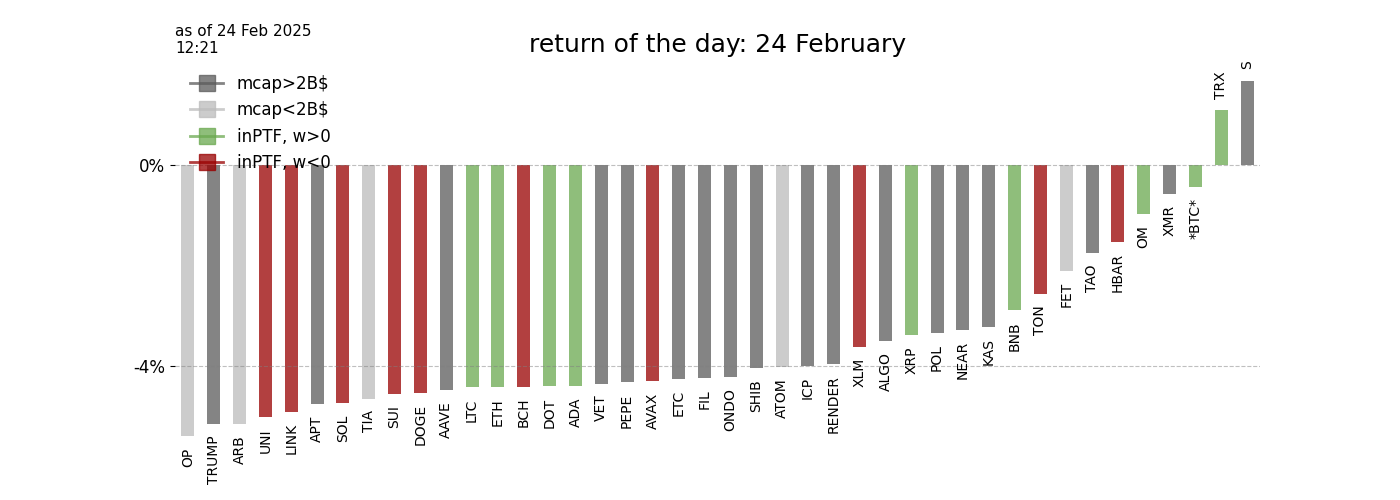 as of 24 Feb 2025
12:21
return of the day: 24 February
mcap>2B$
mcap<2B$
inPTF, w>0
inPTF, w<0
0%
-4%
OP
TRUMP
ARB
UNI
LINK
APT
SOL
TIA
SUI
DOGE
AAVE
LTC
ETH
BCH
DOT
ADA
VET
PEPE
AVAX
ETC
FIL
ONDO
SHIB
ATOM
ICP
RENDER
XLM
ALGO
XRP
POL
NEAR
KAS
BNB
TON
FET
TAO
HBAR
OM
XMR
*BTC*
TRX
S